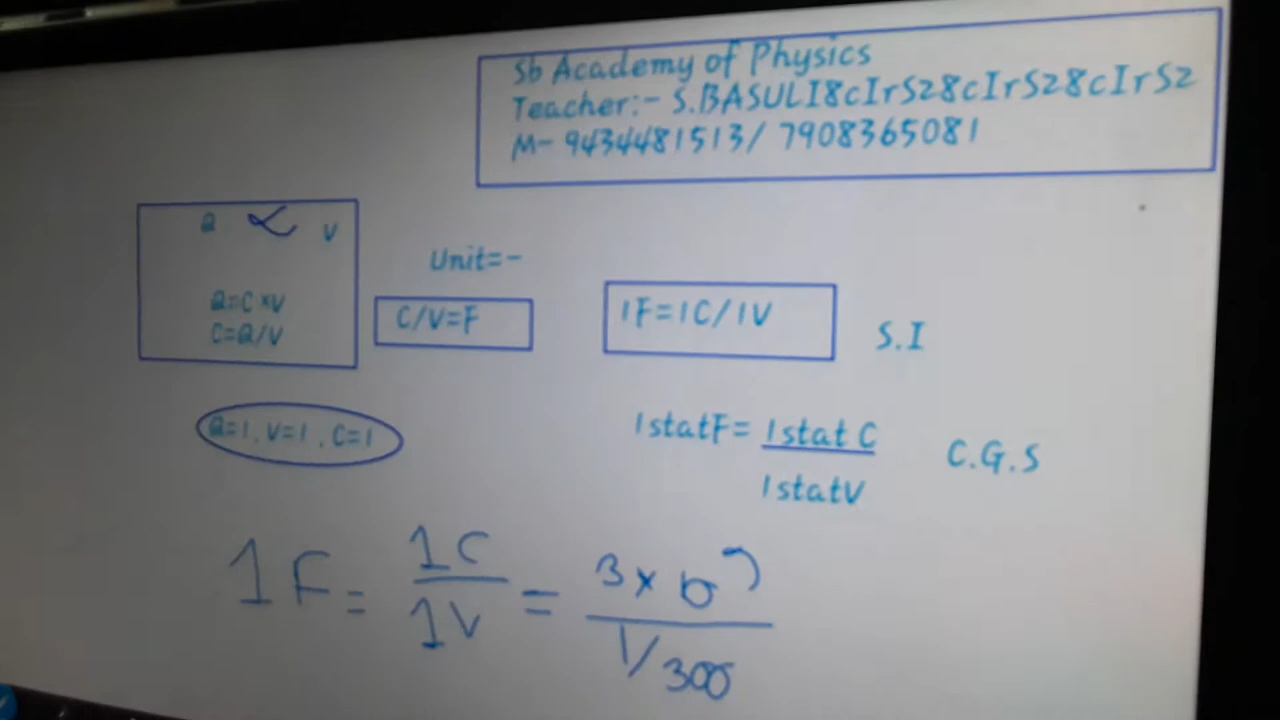 Sb Academy of Physics
Teacher:- S.BASULI8cIrS28cIrS28cIrS2
M- 9434481513/ 7908365081
Q ∝ V
Q=C×V
C=Q/V
Unit=-
C/V=F
1F=1C/1V
S.I
Q=1, V=1, C=1
1statF= 1stat C
1statV
C.G.S
1F = 1C/1V = 3×10⁹ / 1/300